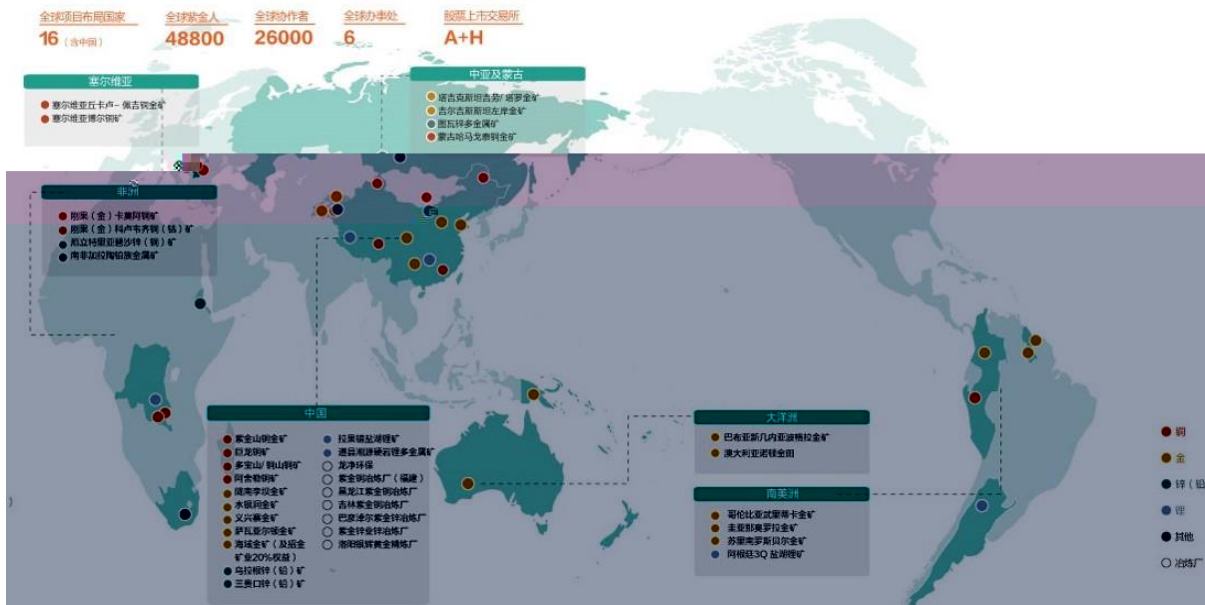 全球项目布局国家
16（含中国）
全球紫金人
48800
全球协作者
26000
全球办事处
6
股票上市交易所
A+H
塞尔维亚
塞尔维亚丘卡卢-佩吉铜金矿
塞尔维亚博尔铜矿
中亚及蒙古
塔吉克斯坦吉劳/塔罗金矿
吉尔吉斯斯坦左岸金矿
图瓦锌多金属矿
蒙古哈马戈泰铜金矿
非洲
刚果（金）卡莫阿铜矿
刚果（金）科卢韦齐铜（钴）矿
厄立特里亚碧沙锌（铜）矿
南非加拉陶铂族金属矿
中国
紫金山铜金矿
巨龙铜矿
多宝山/铜山铜矿
阿舍勒铜矿
陇南李坝金矿
水银洞金矿
义兴寨金矿
萨瓦亚尔顿金矿
海域金矿（及招金
矿业20%权益）
乌拉根锌（铅）矿
三贵口锌（铅）矿
拉果错盐湖锂矿
道县湘源硬岩锂多金属矿
龙净环保
紫金铜冶炼厂（福建）
黑龙江紫金铜冶炼厂
吉林紫金铜冶炼厂
巴彦淖尔紫金锌冶炼厂
紫金锌业锌冶炼厂
洛阳银辉黄金精炼厂
大洋洲
巴布亚新几内亚波格拉金矿
澳大利亚诺顿金田
南美洲
哥伦比亚武里蒂卡金矿
圭亚那奥罗拉金矿
苏里南罗斯贝尔金矿
阿根廷3Q盐湖锂矿
铜
金
锌（铅
锂
其他
冶炼厂